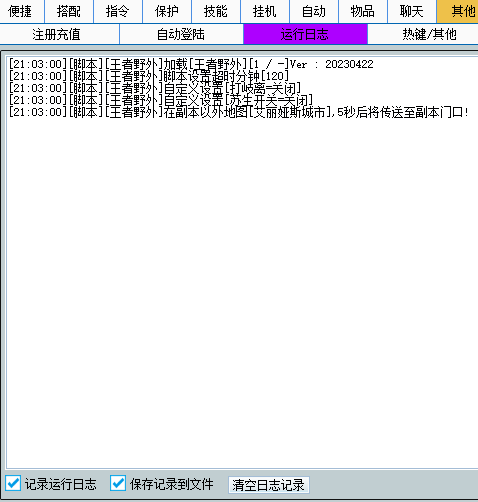 便捷 搭配 指令 保护 技能 挂机 自动 物品 聊天 其他
注册充值 自动登陆 运行日志 热键/其他
[21:03:00][脚本][王者野外]加载[王者野外][1 / -]Ver : 20230422
[21:03:00][脚本][王者野外]脚本设置超时分钟[120]
[21:03:00][脚本][王者野外]自定义设置[打岐离=关闭]
[21:03:00][脚本][王者野外]自定义设置[苏生开关=关闭]
[21:03:00][脚本][王者野外]在副本以外地图[艾丽娅斯城市],5秒后将传送至副本门口!
记录运行日志 保存记录到文件 清空日志记录